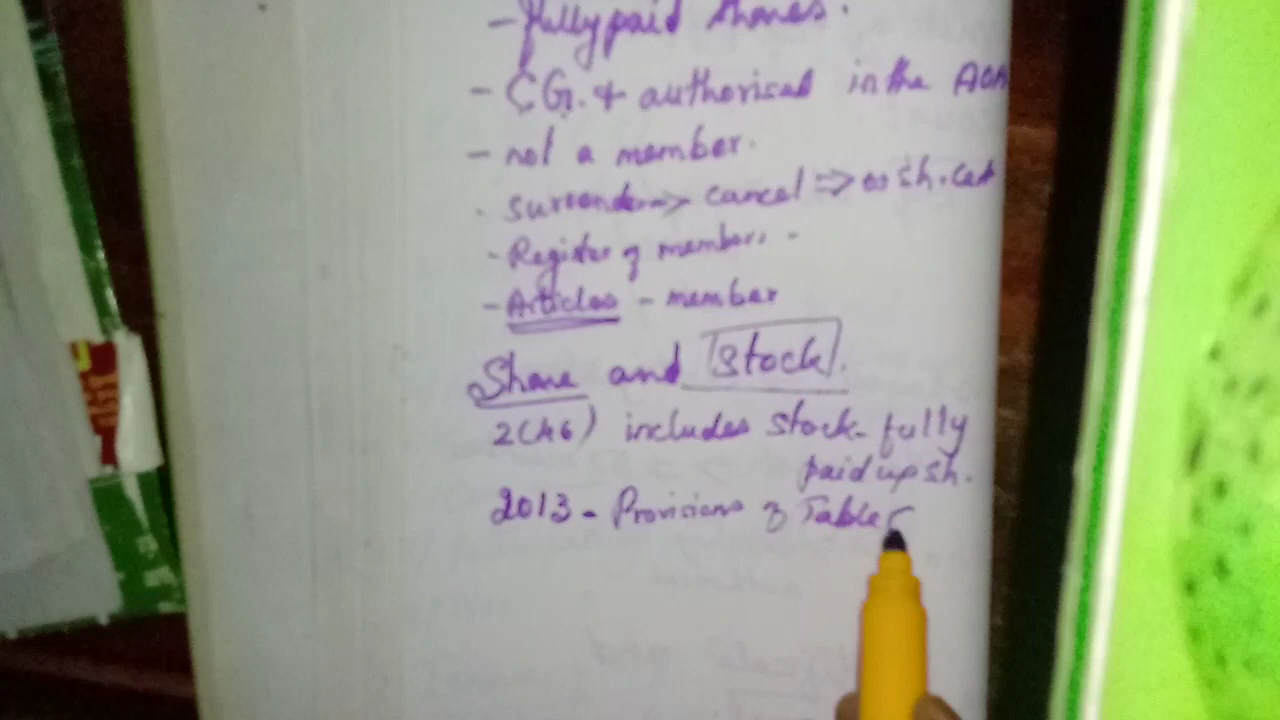 - fully paid shares.
- CG. & authorised in the AOA
- not a member.
. Surrender -> cancel => sh. cert
- Register of members -
- Articles - member
Share and Stock.
2(46) includes stock - fully
paid up sh.
2013 - Provisions of Table